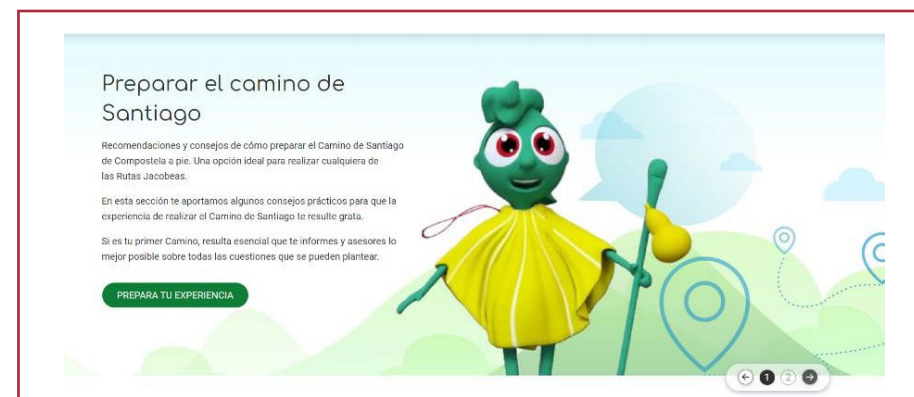 Preparar el camino de
Santiago
Recomendaciones y consejos de cómo preparar el Camino de Santiago
de Compostela a pie. Una opción ideal para realizar cualquiera de
las Rutas Jacobeas.
En esta sección te aportamos algunos consejos prácticos para que la
experiencia de realizar el Camino de Santiago te resulte grata.
Si es tu primer Camino, resulta esencial que te informes y asesores lo
mejor posible sobre todas las cuestiones que se pueden plantear.
PREPARA TU EXPERIENCIA
1 2